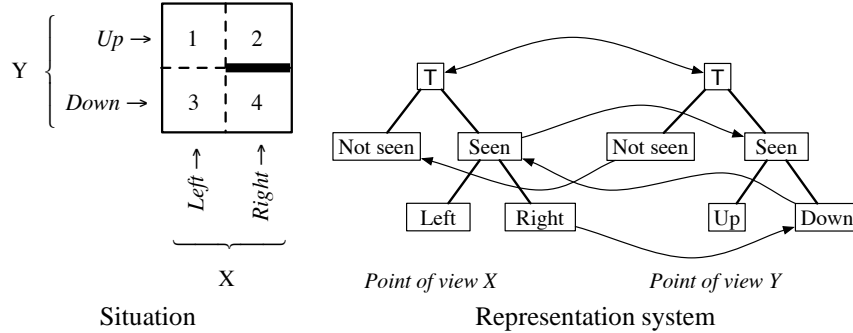 Up → 1 2
Y
Down → 3 4
Left →
Right →
X
Situation
T T
Not seen Seen Not seen Seen
Left Right Up Down
Point of view X Point of view Y
Representation system